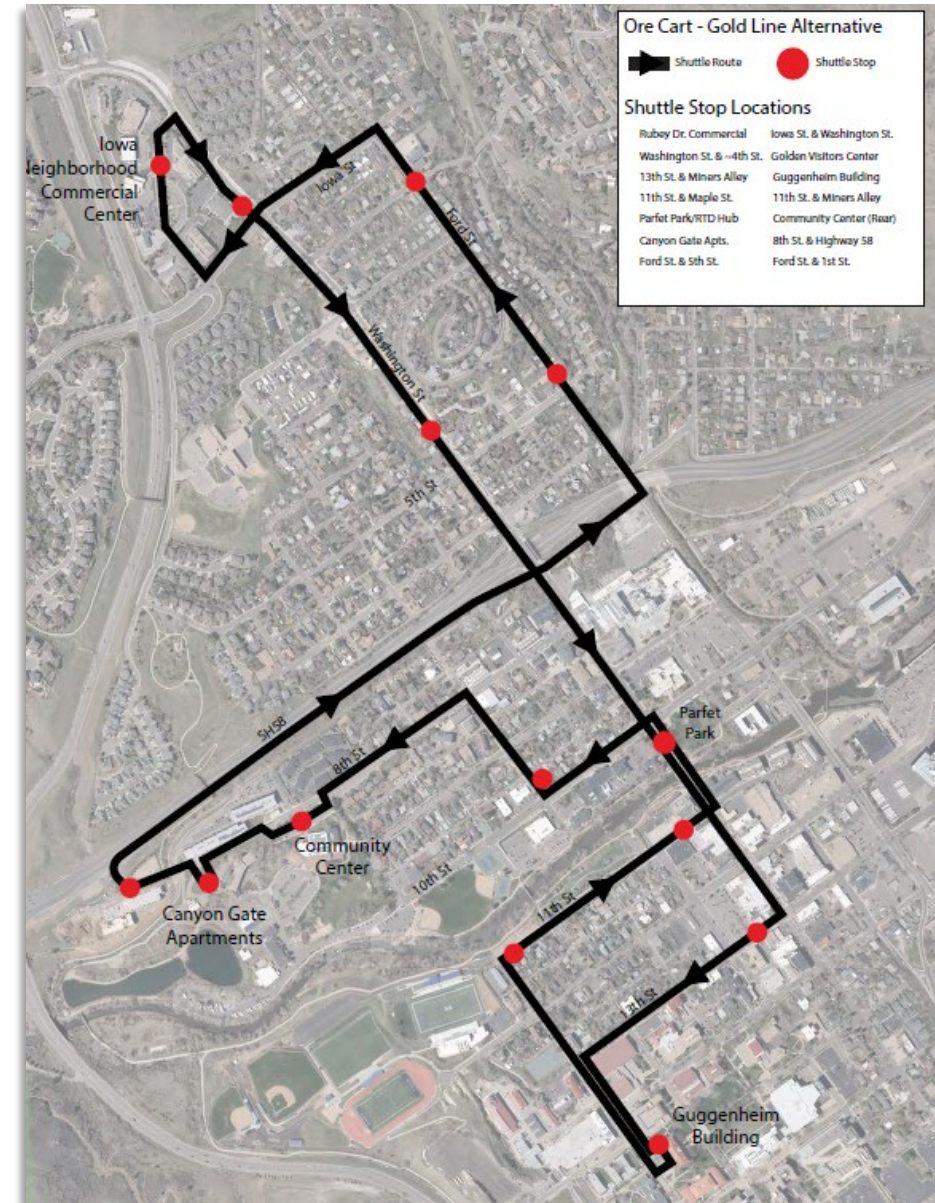 Ore Cart - Gold Line Alternative
Shuttle Route
Shuttle Stop
Shuttle Stop Locations
Rubey Dr. Commercial
Iowa St. & Washington St.
Washington St. & ~4th St.
Golden Visitors Center
13th St. & Miners Alley
Guggenheim Building
11th St. & Maple St.
11th St. & Miners Alley
Parfet Park/RTD Hub
Community Center (Rear)
Canyon Gate Apts.
8th St. & Highway 58
Ford St. & 5th St.
Ford St. & 1st St.
Iowa
Neighborhood
Commercial
Center
Iowa St
Ford St
Washington St
5th St
SH58
8th St
Parfet
Park
Community
Center
10th St
Canyon Gate
Apartments
11th St
13th St
Guggenheim
Building